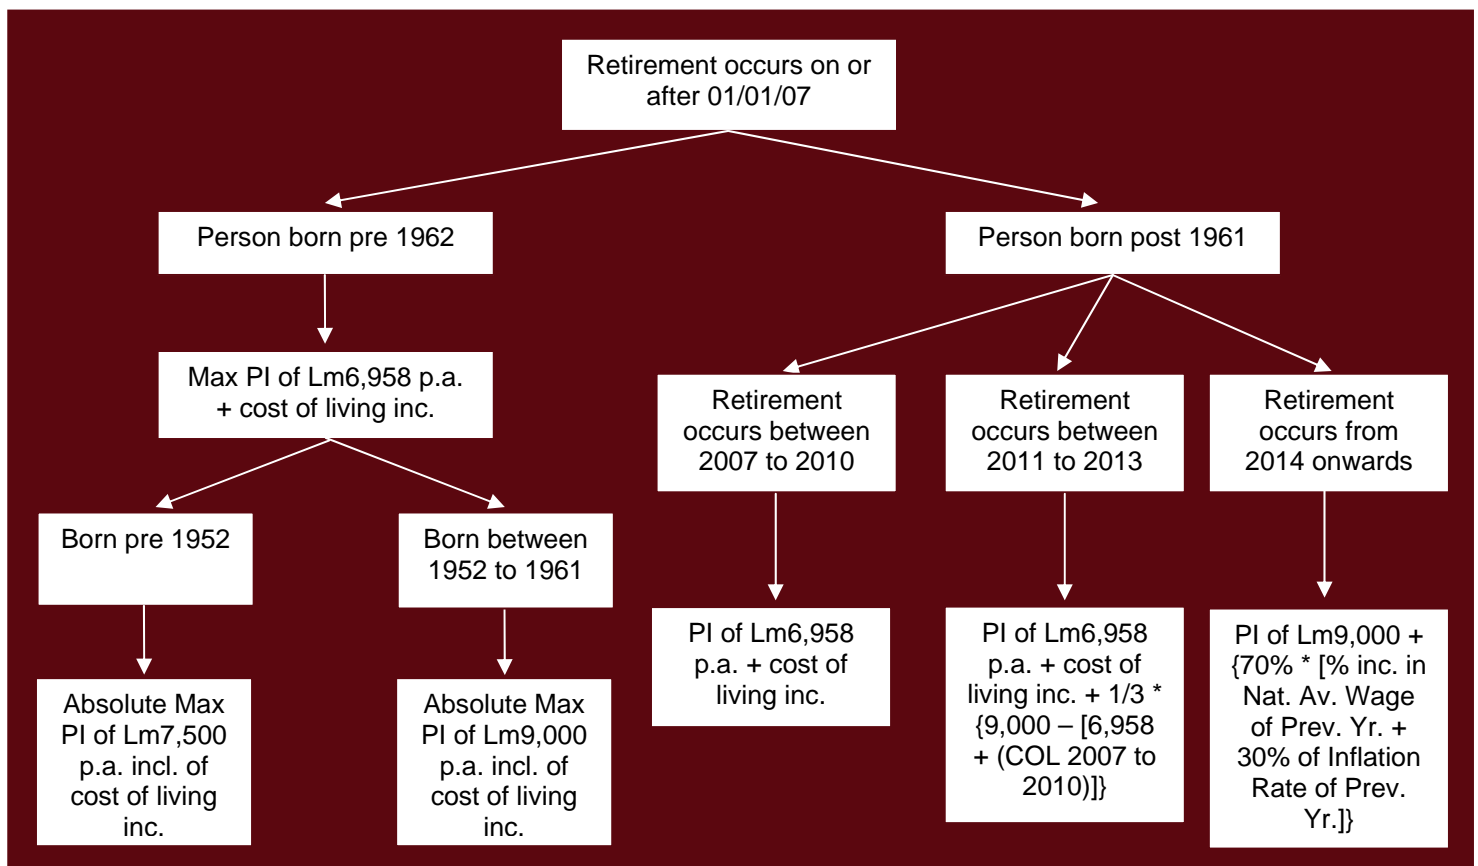 Retirement occurs on or
after 01/01/07
Person born pre 1962
Person born post 1961
Max PI of Lm6,958 p.a.
+ cost of living inc.
Retirement
occurs between
2007 to 2010
Retirement
occurs between
2011 to 2013
Retirement
occurs from
2014 onwards
Born pre 1952
Born between
1952 to 1961
PI of Lm6,958
p.a. + cost of
living inc.
PI of Lm6,958
p.a. + cost of
living inc. + 1/3 *
{9,000 – [6,958
+ (COL 2007 to
2010)]}
PI of Lm9,000 +
{70% * [% inc. in
Nat. Av. Wage
of Prev. Yr. +
30% of Inflation
Rate of Prev.
Yr.]}
Absolute Max
PI of Lm7,500
p.a. incl. of
cost of living
inc.
Absolute Max
PI of Lm9,000
p.a. incl. of
cost of living
inc.